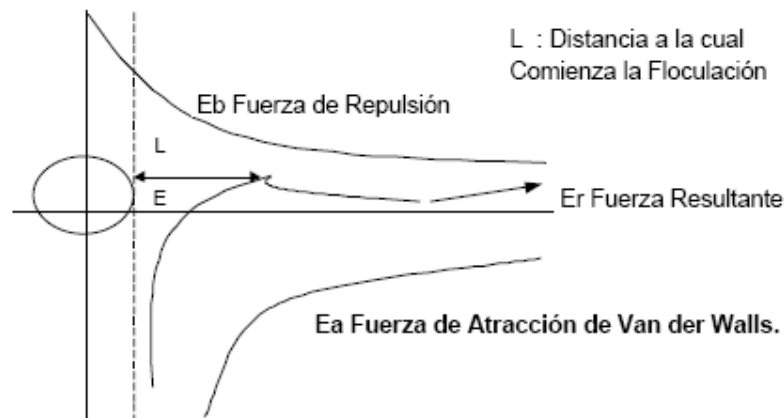 L : Distancia a la cual
Comienza la Floculación
Eb Fuerza de Repulsión
L
E
Er Fuerza Resultante
Ea Fuerza de Atracción de Van der Walls.